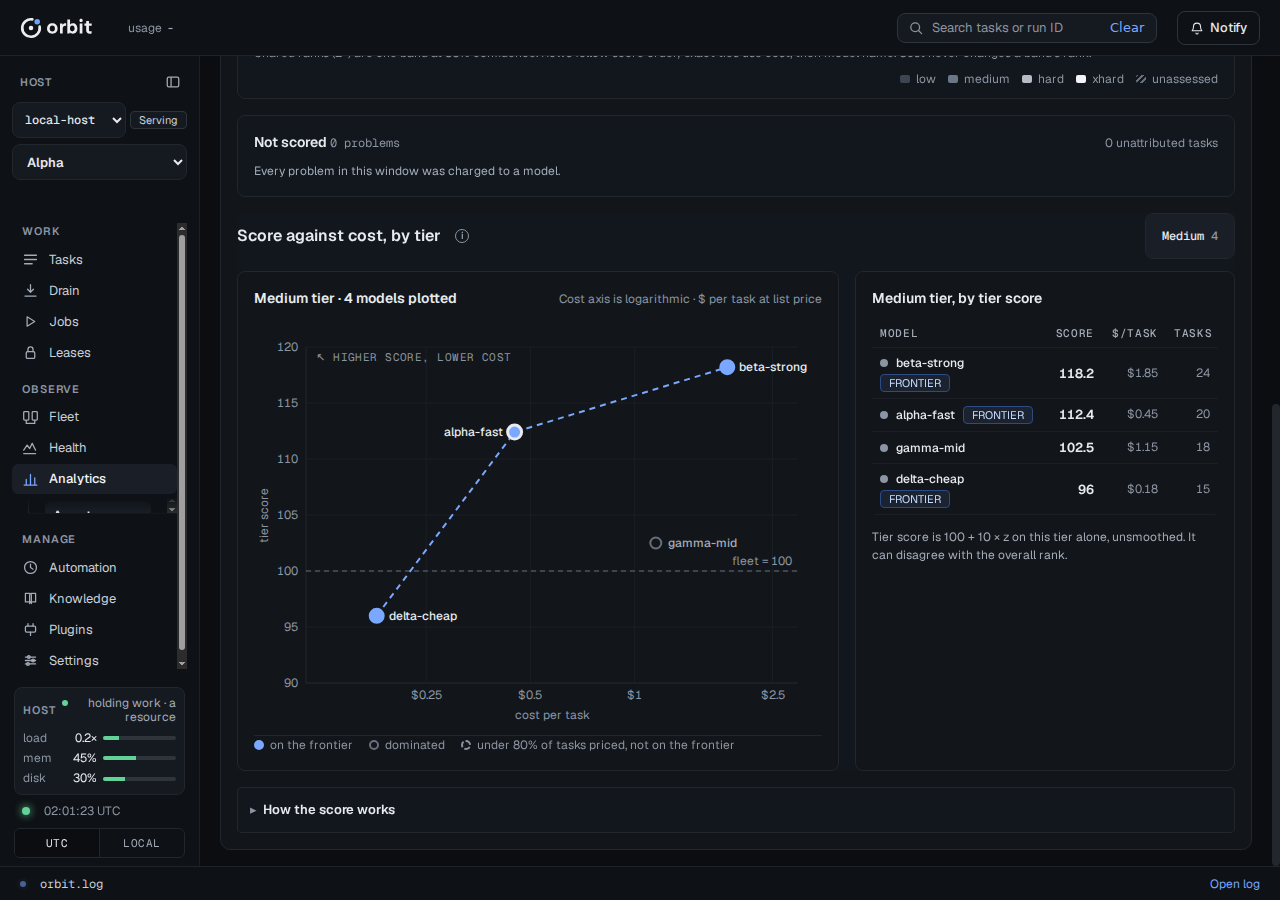 orbit
usage -
Search tasks or run ID
Clear
Notify
HOST
local-host
Serving
Alpha
WORK
Tasks
Drain
Jobs
Leases
OBSERVE
Fleet
Health
Analytics
MANAGE
Automation
Knowledge
Plugins
Settings
HOST
holding work · a
resource
load 0.2×
mem 45%
disk 30%
02:01:23 UTC
UTC LOCAL
low medium hard xhard unassessed
Not scored 0 problems
0 unattributed tasks
Every problem in this window was charged to a model.
Score against cost, by tier
Medium 4
Medium tier · 4 models plotted
Cost axis is logarithmic · $ per task at list price
↖ HIGHER SCORE, LOWER COST
120
115
110
105
100
95
90
tier score
beta-strong
alpha-fast
gamma-mid
fleet = 100
delta-cheap
$0.25 $0.5 $1 $2.5
cost per task
on the frontier dominated under 80% of tasks priced, not on the frontier
Medium tier, by tier score
MODEL SCORE $/TASK TASKS
beta-strong FRONTIER 118.2 $1.85 24
alpha-fast FRONTIER 112.4 $0.45 20
gamma-mid 102.5 $1.15 18
delta-cheap FRONTIER 96 $0.18 15
Tier score is 100 + 10 × z on this tier alone, unsmoothed. It
can disagree with the overall rank.
How the score works
orbit.log
Open log